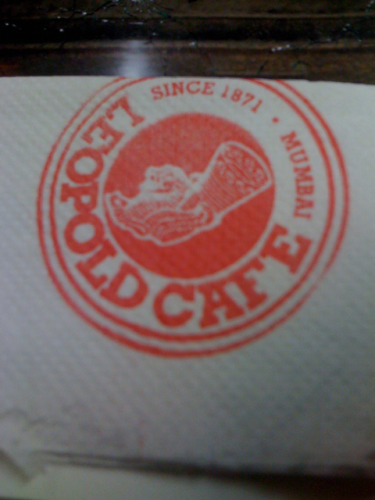 SINCE 1871 · MUMBAI
LEOPOLD CAFE